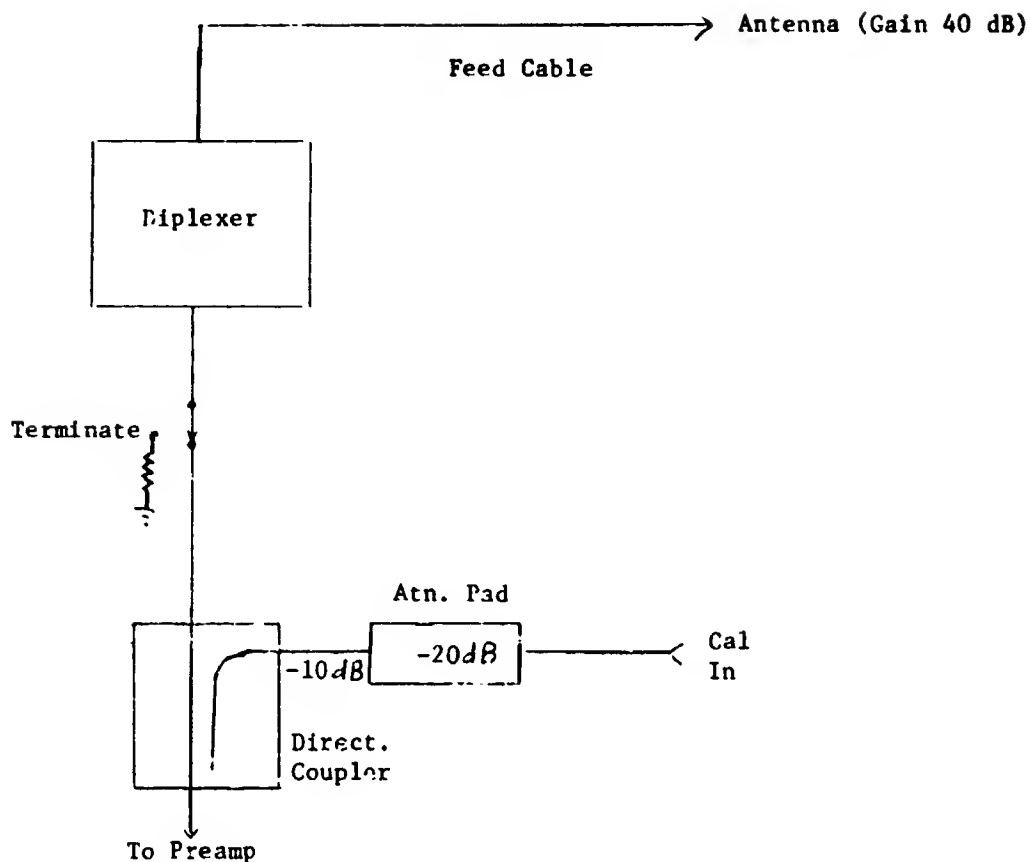 Antenna (Gain 40 dB)
Feed Cable
Diplexer
Terminate
Atn. Pad
-10dB
-20dB
Cal
In
Direct.
Coupler
To Preamp